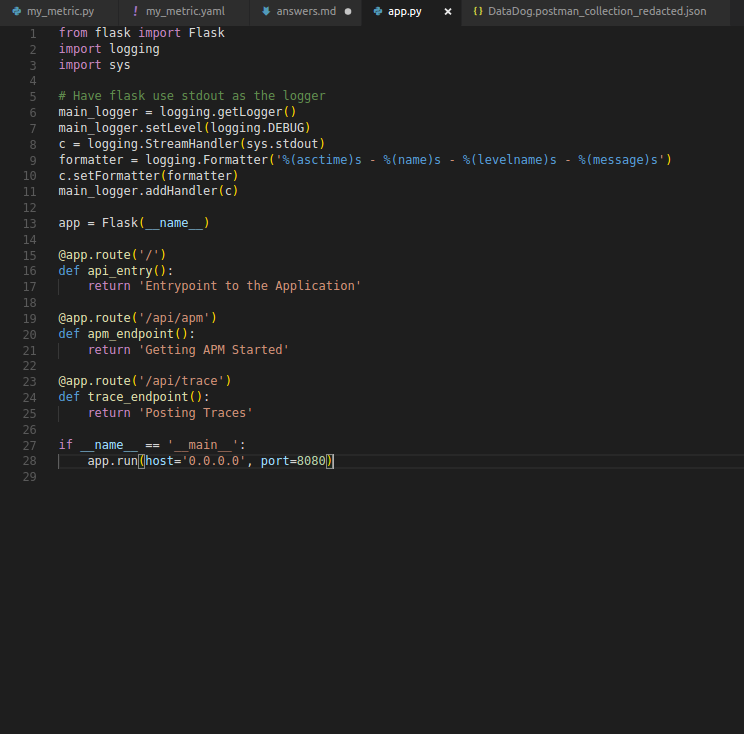 my_metric.py ! my_metric.yaml answers.md ● app.py × {} DataDog.postman_collection_redacted.json
1 from flask import Flask
2 import logging
3 import sys
4
5 # Have flask use stdout as the logger
6 main_logger = logging.getLogger()
7 main_logger.setLevel(logging.DEBUG)
8 c = logging.StreamHandler(sys.stdout)
9 formatter = logging.Formatter('%(asctime)s - %(name)s - %(levelname)s - %(message)s')
10 c.setFormatter(formatter)
11 main_logger.addHandler(c)
12
13 app = Flask(__name__)
14
15 @app.route('/')
16 def api_entry():
17     return 'Entrypoint to the Application'
18
19 @app.route('/api/apm')
20 def apm_endpoint():
21     return 'Getting APM Started'
22
23 @app.route('/api/trace')
24 def trace_endpoint():
25     return 'Posting Traces'
26
27 if __name__ == '__main__':
28     app.run(host='0.0.0.0', port=8080)
29